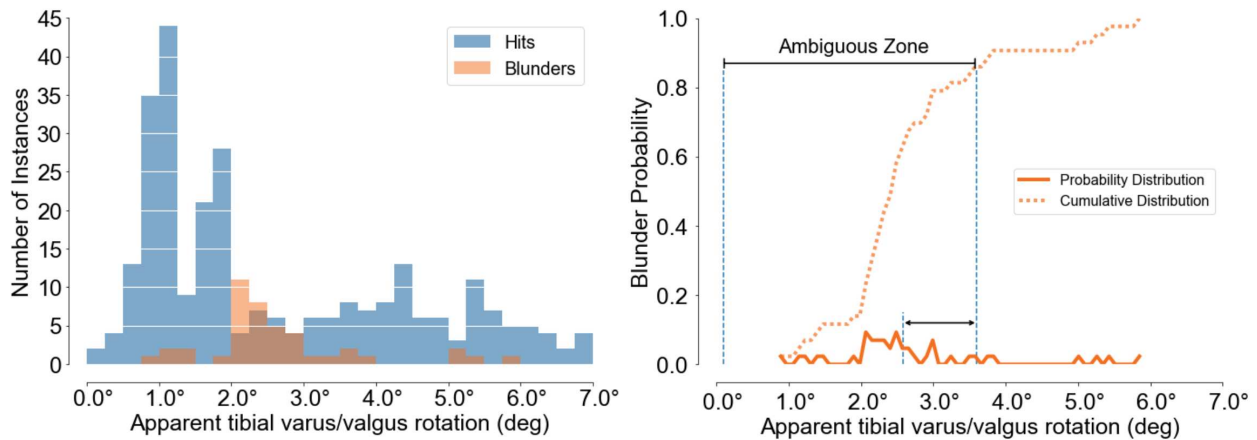 45
40
35
30
25
20
15
10
5
0
Number of Instances
Hits
Blunders
0.0° 1.0° 2.0° 3.0° 4.0° 5.0° 6.0° 7.0°
Apparent tibial varus/valgus rotation (deg)
1.0
0.8
0.6
0.4
0.2
0.0
Blunder Probability
Ambiguous Zone
Probability Distribution
Cumulative Distribution
0.0° 1.0° 2.0° 3.0° 4.0° 5.0° 6.0° 7.0°
Apparent tibial varus/valgus rotation (deg)